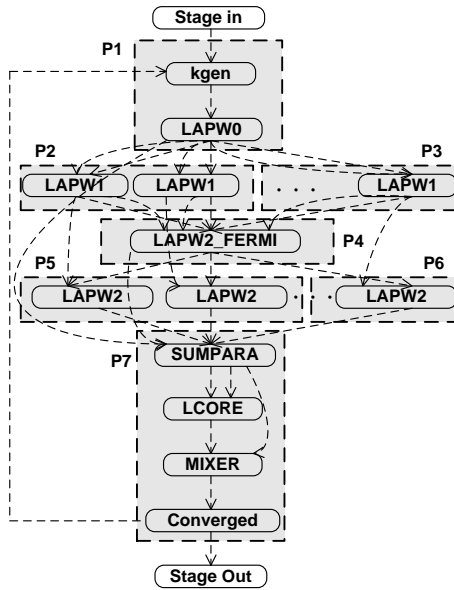 Stage in
P1
kgen
LAPW0
P2
P3
LAPW1
LAPW1
. . .
LAPW1
LAPW2_FERMI
P4
P5
P6
LAPW2
LAPW2
. . .
LAPW2
P7
SUMPARA
LCORE
MIXER
Converged
Stage Out